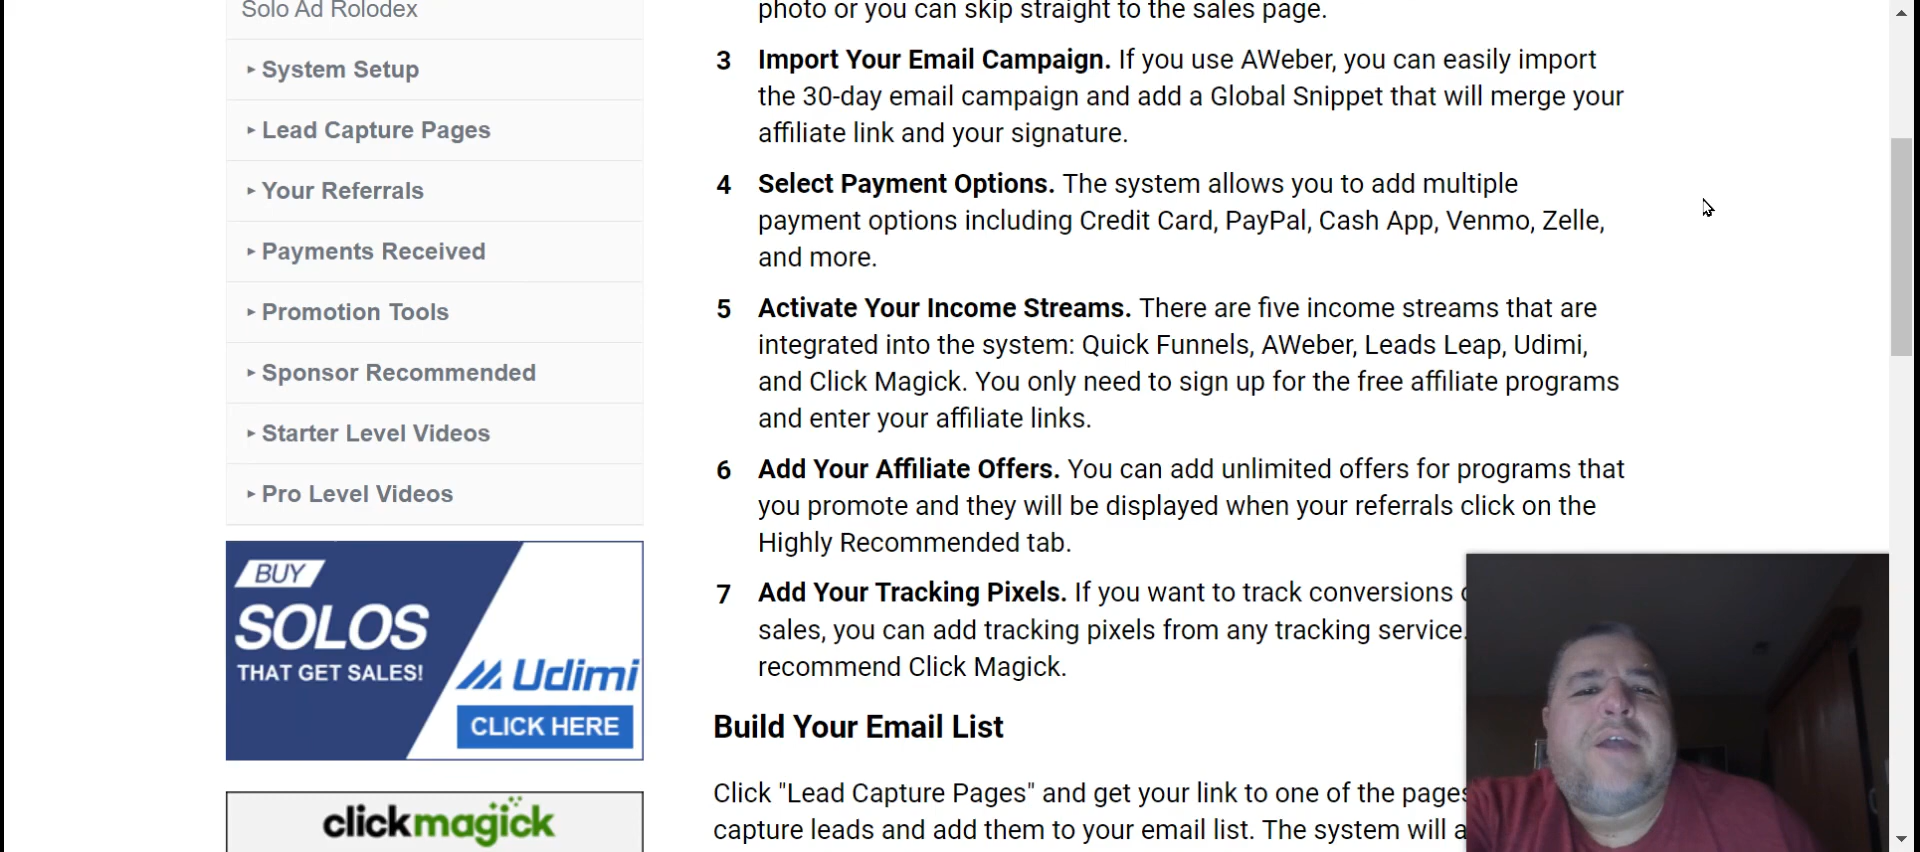 Solo Ad Rolodex
System Setup
Lead Capture Pages
Your Referrals
Payments Received
Promotion Tools
Sponsor Recommended
Starter Level Videos
Pro Level Videos
BUY
SOLOS
THAT GET SALES!
Udimi
CLICK HERE
clickmagick
photo or you can skip straight to the sales page.
3 Import Your Email Campaign. If you use AWeber, you can easily import
the 30-day email campaign and add a Global Snippet that will merge your
affiliate link and your signature.
4 Select Payment Options. The system allows you to add multiple
payment options including Credit Card, PayPal, Cash App, Venmo, Zelle,
and more.
5 Activate Your Income Streams. There are five income streams that are
integrated into the system: Quick Funnels, AWeber, Leads Leap, Udimi,
and Click Magick. You only need to sign up for the free affiliate programs
and enter your affiliate links.
6 Add Your Affiliate Offers. You can add unlimited offers for programs that
you promote and they will be displayed when your referrals click on the
Highly Recommended tab.
7 Add Your Tracking Pixels. If you want to track conversions
sales, you can add tracking pixels from any tracking service.
recommend Click Magick.
Build Your Email List
Click "Lead Capture Pages" and get your link to one of the pages
capture leads and add them to your email list. The system will